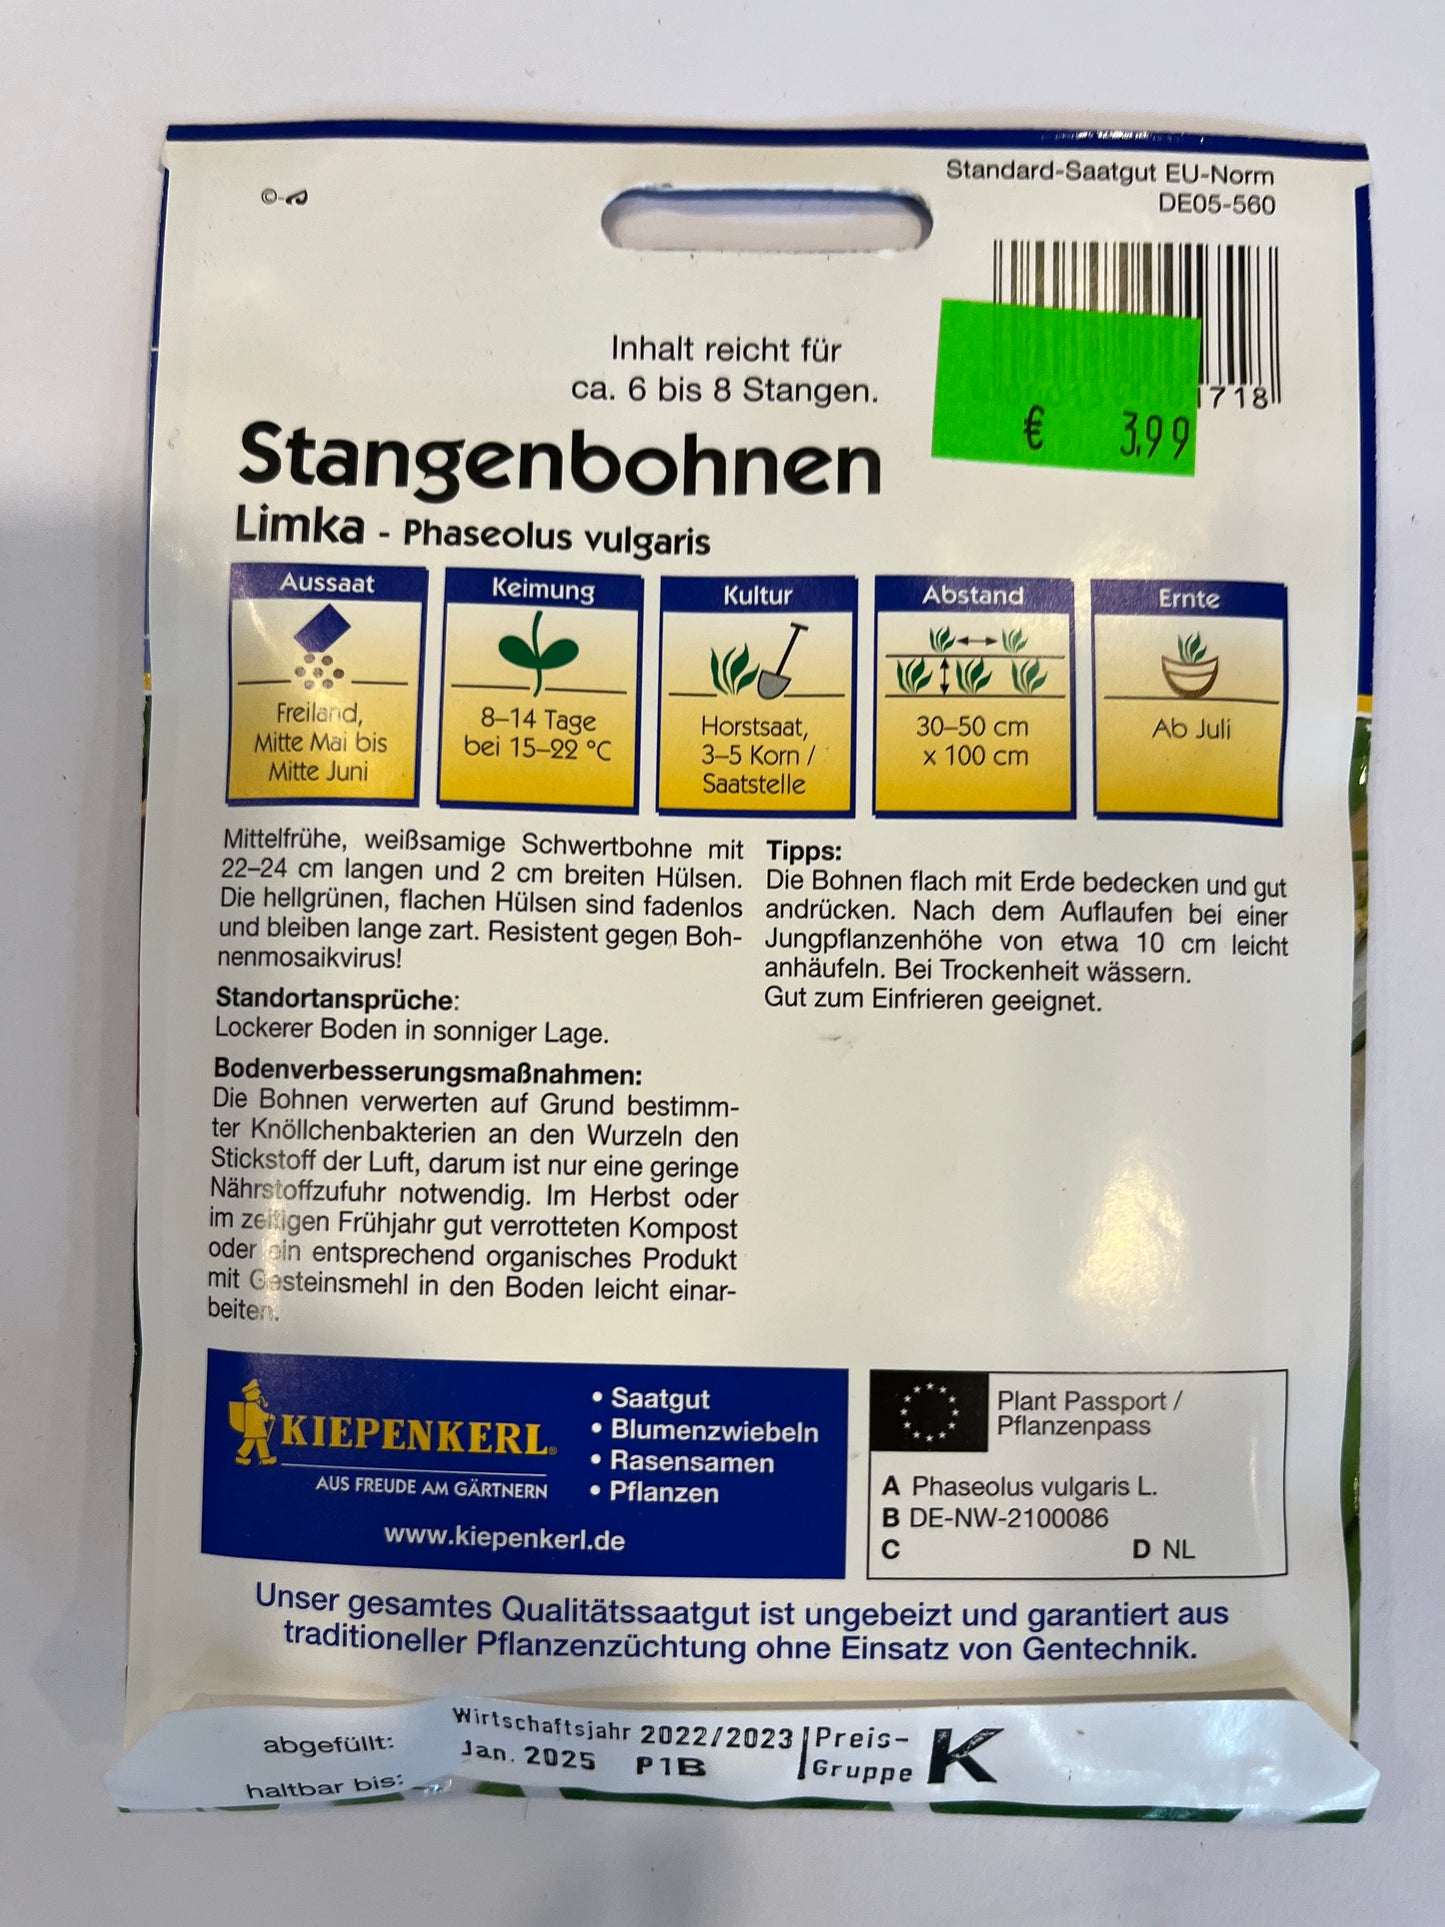 ©-
Standard-Saatgut EU-Norm
DE05-560
1718
€ 3,99
Inhalt reicht für
ca. 6 bis 8 Stangen.
Stangenbohnen
Limka - Phaseolus vulgaris
Aussaat
Freiland,
Mitte Mai bis
Mitte Juni
Keimung
8–14 Tage
bei 15–22 °C
Kultur
Horstsaat,
3–5 Korn /
Saatstelle
Abstand
30–50 cm
x 100 cm
Ernte
Ab Juli
Mittelfrühe, weißsamige Schwertbohne mit
22–24 cm langen und 2 cm breiten Hülsen.
Die hellgrünen, flachen Hülsen sind fadenlos
und bleiben lange zart. Resistent gegen Boh-
nenmosaikvirus!
Standortansprüche:
Lockerer Boden in sonniger Lage.
Bodenverbesserungsmaßnahmen:
Die Bohnen verwerten auf Grund bestimm-
ter Knöllchenbakterien an den Wurzeln den
Stickstoff der Luft, darum ist nur eine geringe
Nährstoffzufuhr notwendig. Im Herbst oder
im zeitigen Frühjahr gut verrotteten Kompost
oder ein entsprechend organisches Produkt
mit Gesteinsmehl in den Boden leicht einar-
beiten.
Tipps:
Die Bohnen flach mit Erde bedecken und gut
andrücken. Nach dem Auflaufen bei einer
Jungpflanzenhöhe von etwa 10 cm leicht
anhäufeln. Bei Trockenheit wässern.
Gut zum Einfrieren geeignet.
KIEPENKERL®
AUS FREUDE AM GÄRTNERN
• Saatgut
• Blumenzwiebeln
• Rasensamen
• Pflanzen
www.kiepenkerl.de
Plant Passport /
Pflanzenpass
A Phaseolus vulgaris L.
B DE-NW-2100086
C D NL
Unser gesamtes Qualitätssaatgut ist ungebeizt und garantiert aus
traditioneller Pflanzenzüchtung ohne Einsatz von Gentechnik.
abgefüllt: Wirtschaftsjahr 2022/2023
haltbar bis: Jan. 2025 P1B
Preis-
Gruppe
K